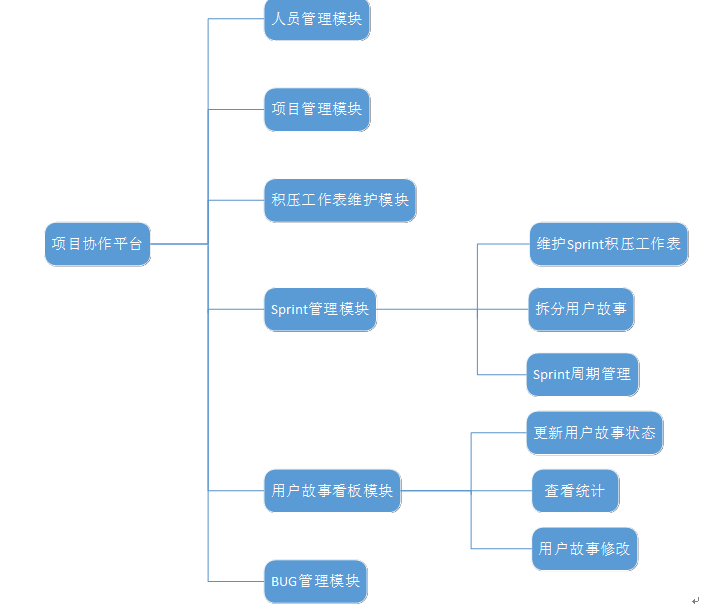 人员管理模块
项目管理模块
积压工作表维护模块
项目协作平台
维护Sprint积压工作表
Sprint管理模块
拆分用户故事
Sprint周期管理
更新用户故事状态
用户故事看板模块
查看统计
用户故事修改
BUG管理模块